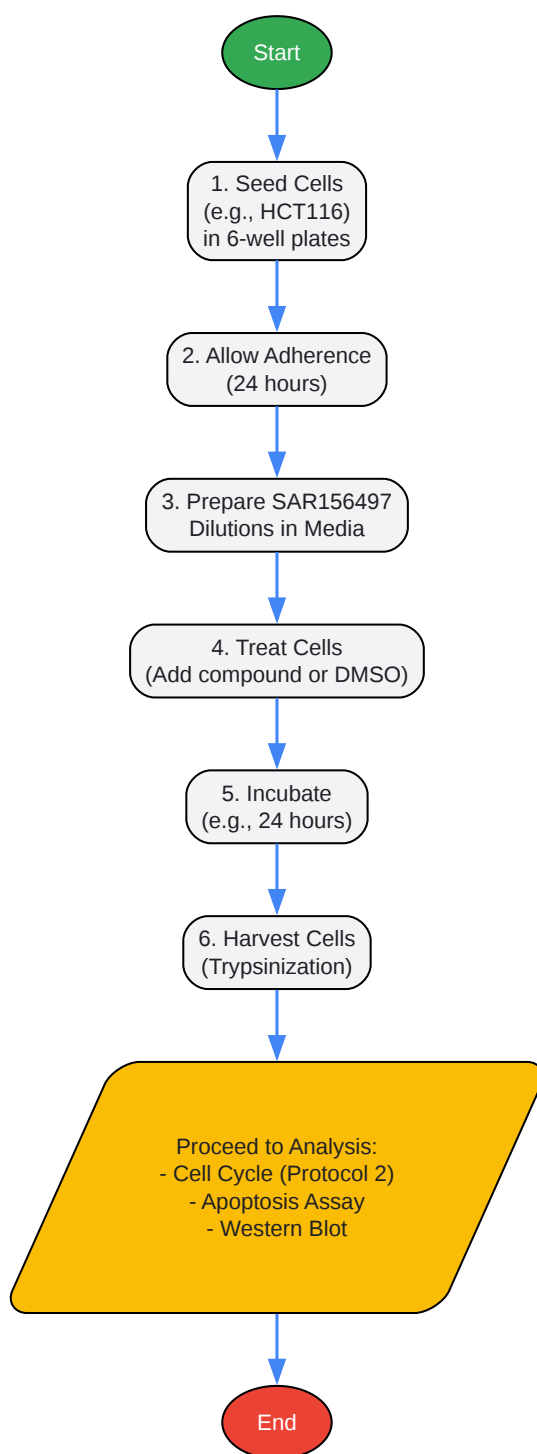 Start
1. Seed Cells
(e.g., HCT116)
in 6-well plates
2. Allow Adherence
(24 hours)
3. Prepare SAR156497
Dilutions in Media
4. Treat Cells
(Add compound or DMSO)
5. Incubate
(e.g., 24 hours)
6. Harvest Cells
(Trypsinization)
Proceed to Analysis:
- Cell Cycle (Protocol 2)
- Apoptosis Assay
- Western Blot
End